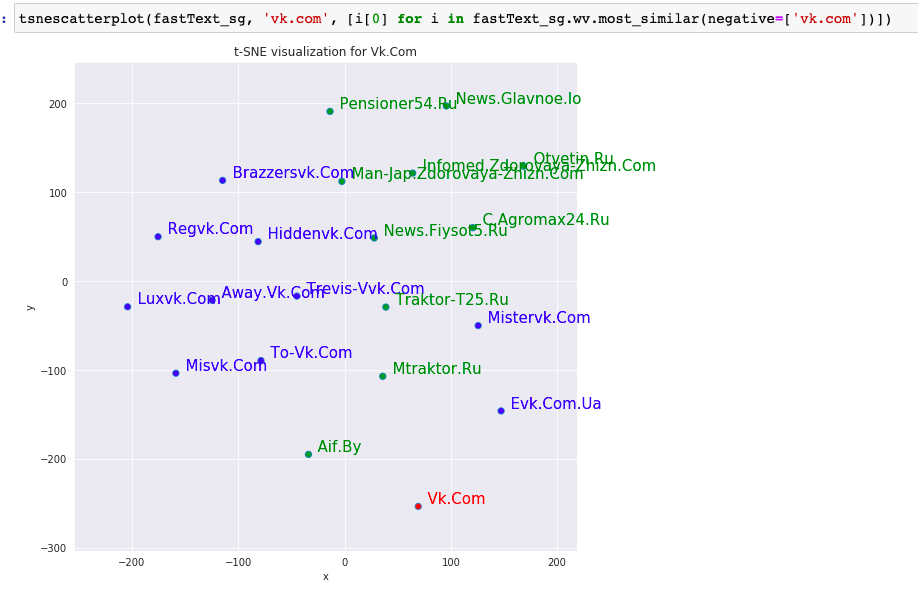 : tsnescatterplot(fastText_sg, 'vk.com', [i[0] for i in fastText_sg.wv.most_similar(negative=['vk.com'])])
t-SNE visualization for Vk.Com
200
Pensioner54.Ru
News.Glavnoe.Io
Otvetin.Ru
Infomed.Zdorovaya-Zhizn.Com
Brazzersvk.Com
Man-Jap.Zdorovaya-Zhizn.Com
100
C.Agromax24.Ru
Regvk.Com
Hiddenvk.Com
News.Fiysot5.Ru
0
Trevis-Vvk.Com
Away.Vk.Com
Luxvk.Com
Traktor-T25.Ru
Mistervk.Com
y
To-Vk.Com
−100
Misvk.Com
Mtraktor.Ru
Evk.Com.Ua
Aif.By
−200
Vk.Com
−300
−200
−100
0
100
200
x